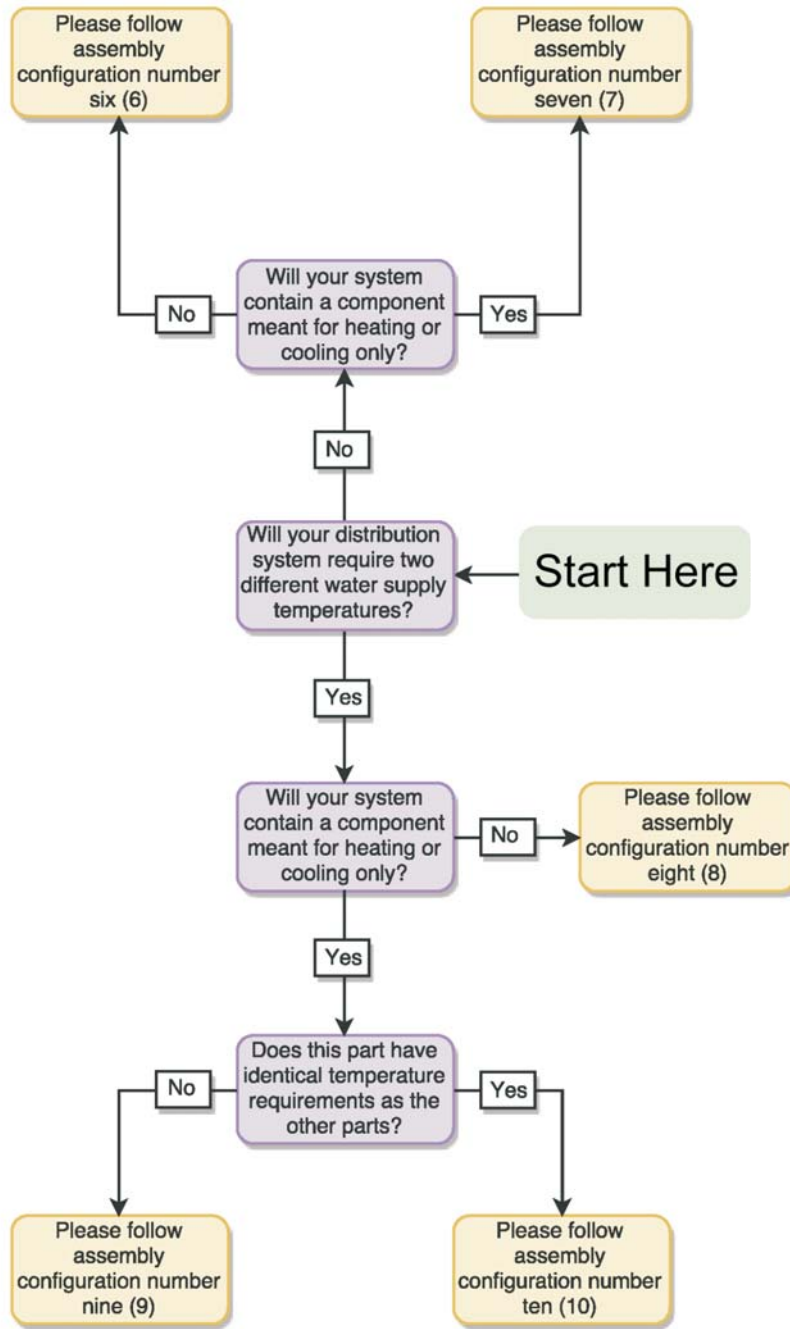 Please follow
assembly
configuration number
six (6)
Please follow
assembly
configuration number
seven (7)
No
Will your system
contain a component
meant for heating or
cooling only?
Yes
No
Will your distribution
system require two
different water supply
temperatures?
Start Here
Yes
Will your system
contain a component
meant for heating or
cooling only?
No
Please follow
assembly
configuration number
eight (8)
Yes
No
Does this part have
identical temperature
requirements as the
other parts?
Yes
Please follow
assembly
configuration number
nine (9)
Please follow
assembly
configuration number
ten (10)